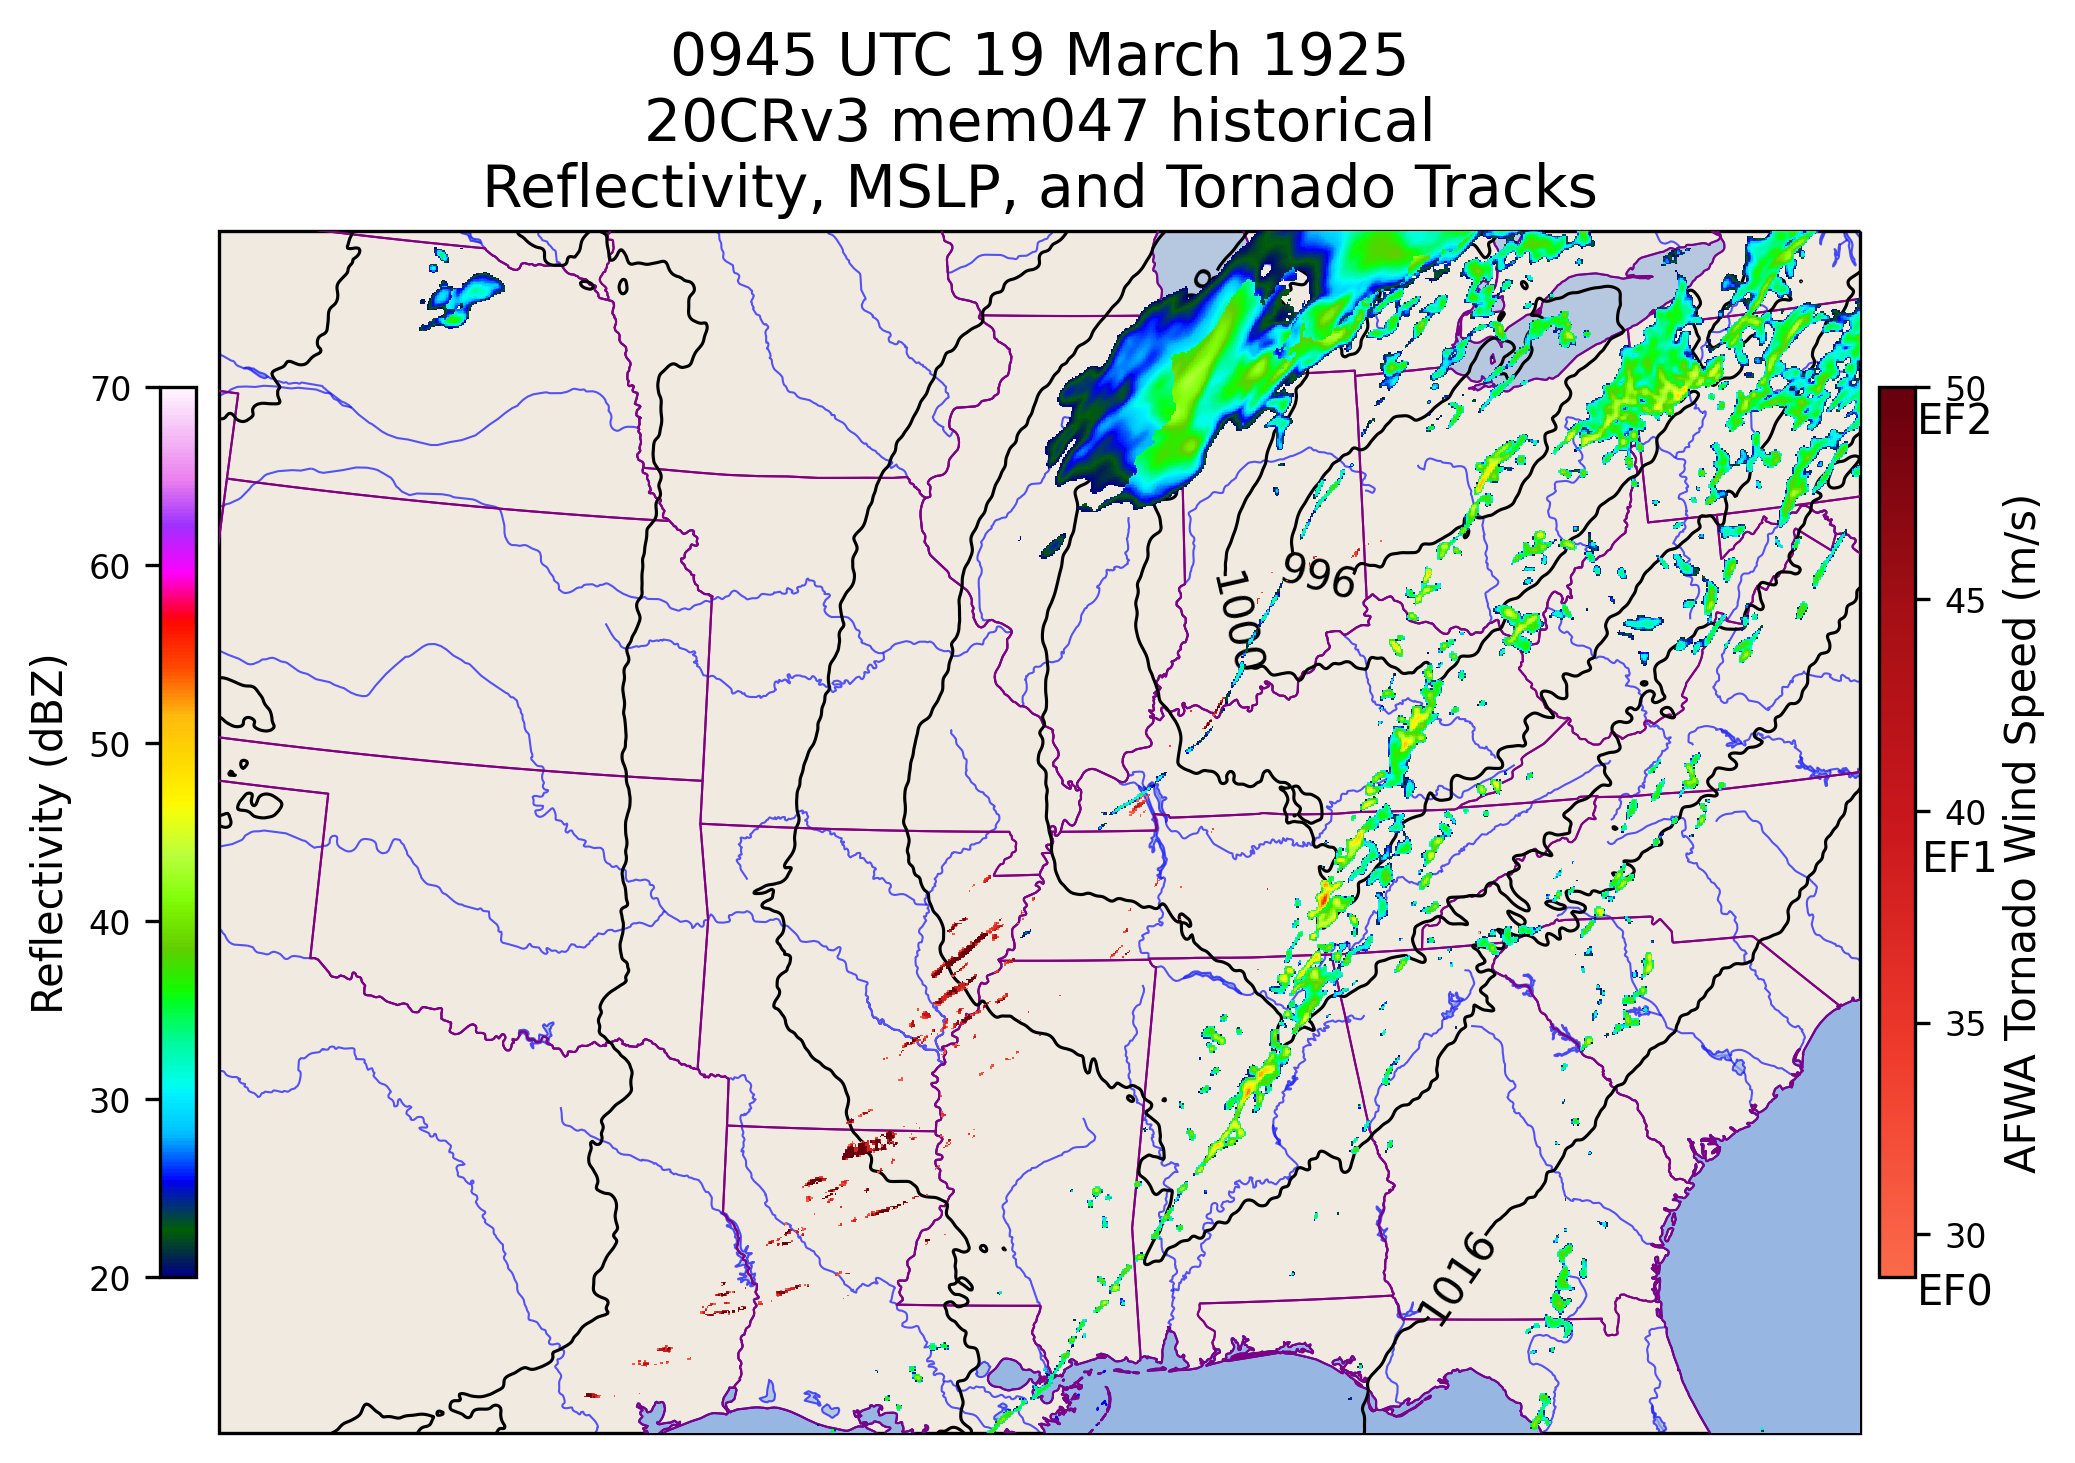 0945 UTC 19 March 1925
20CRv3 mem047 historical
Reflectivity, MSLP, and Tornado Tracks
70
60
50
40
30
20
Reflectivity (dBZ)
996
1000
1016
50
EF2
45
40
EF1
35
30
EF0
AFWA Tornado Wind Speed (m/s)